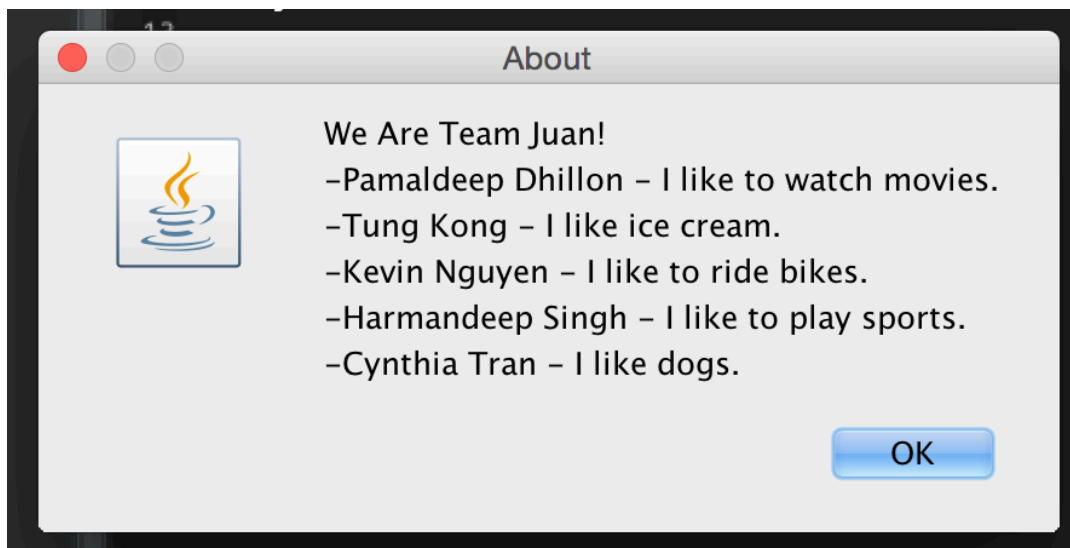 About
We Are Team Juan!
-Pamaldeep Dhillon - I like to watch movies.
-Tung Kong - I like ice cream.
-Kevin Nguyen - I like to ride bikes.
-Harmandeep Singh - I like to play sports.
-Cynthia Tran - I like dogs.
OK